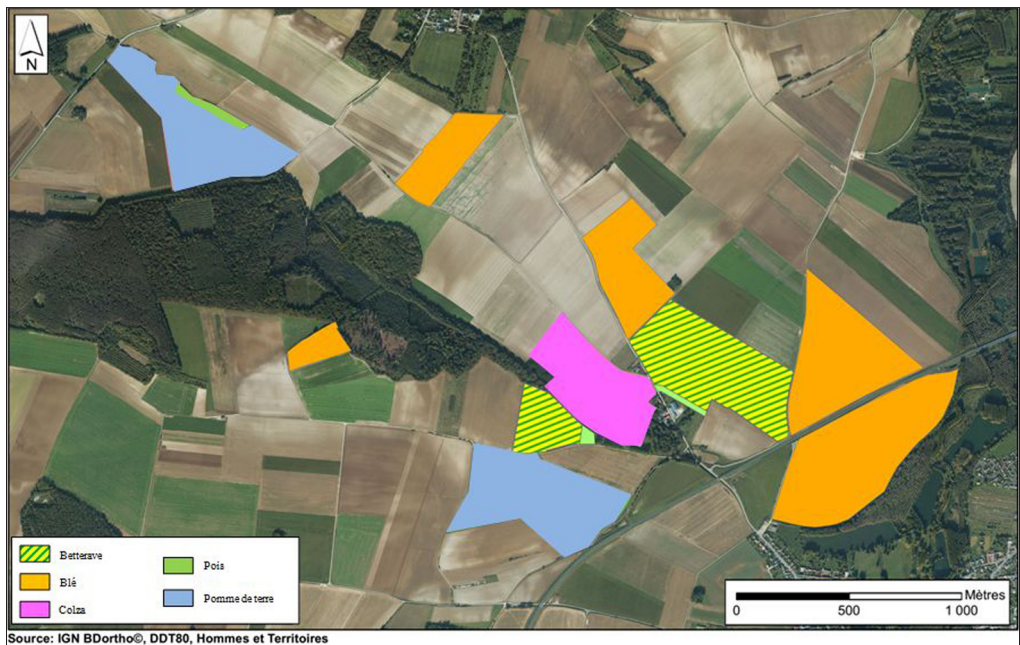 N
Betterave
Blé
Colza
Pois
Pomme de terre
Mètres
0 500 1 000
Source: IGN BDortho©, DDT80, Hommes et Territoires